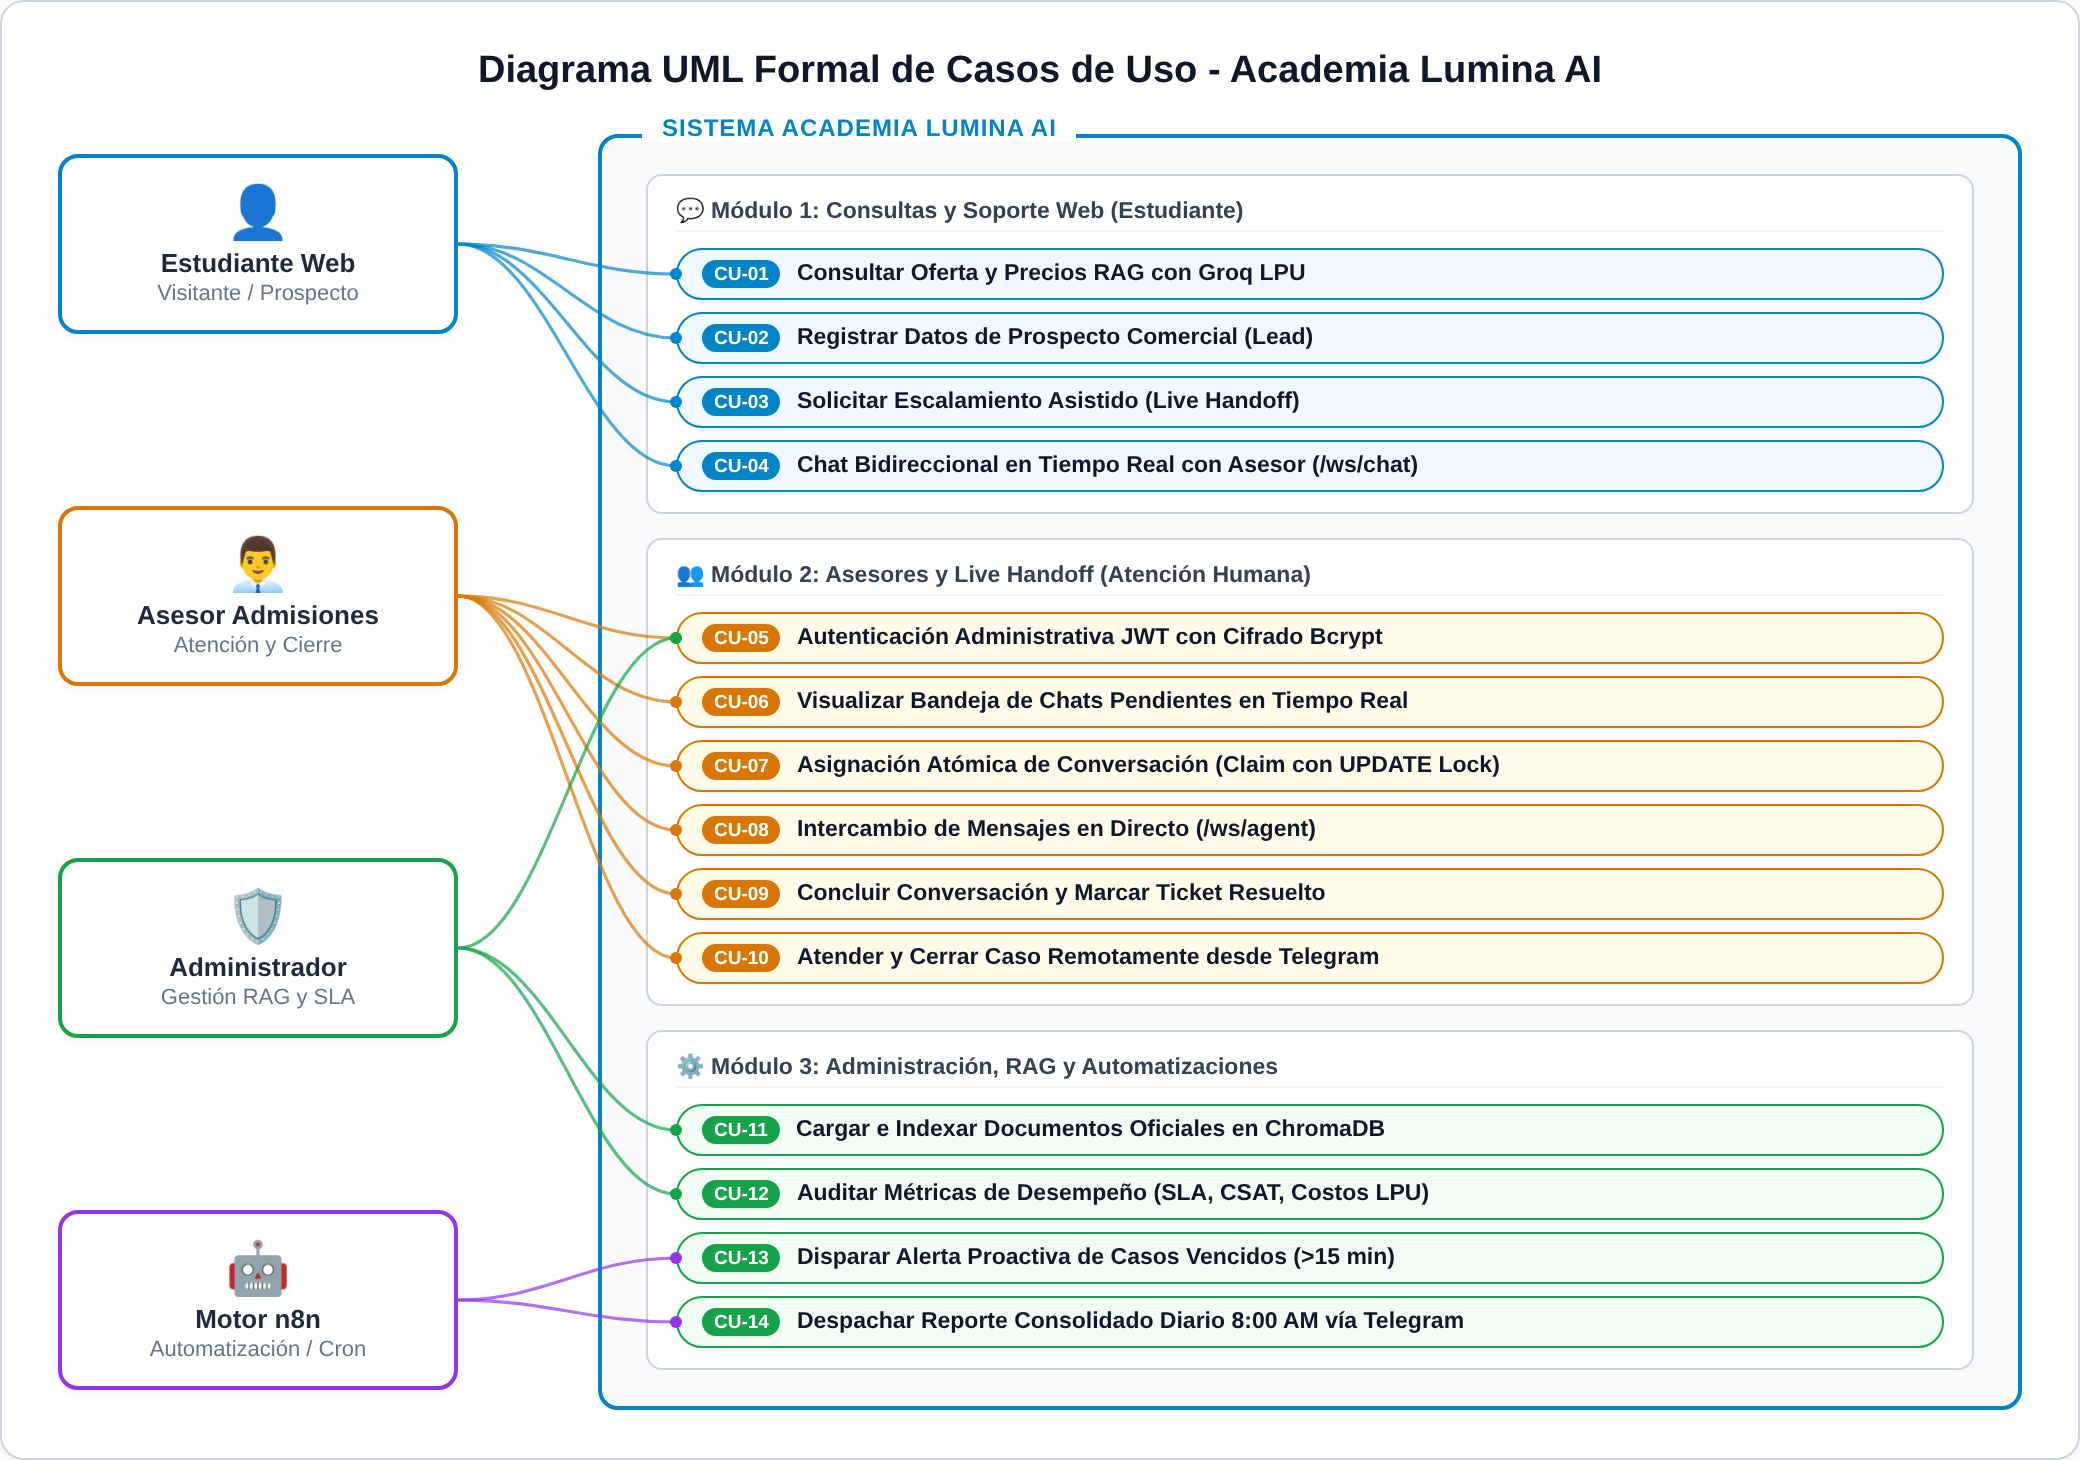 Diagrama UML Formal de Casos de Uso - Academia Lumina AI
SISTEMA ACADEMIA LUMINA AI
Estudiante Web
Visitante / Prospecto
Asesor Admisiones
Atención y Cierre
Administrador
Gestión RAG y SLA
Motor n8n
Automatización / Cron
Módulo 1: Consultas y Soporte Web (Estudiante)
CU-01 Consultar Oferta y Precios RAG con Groq LPU
CU-02 Registrar Datos de Prospecto Comercial (Lead)
CU-03 Solicitar Escalamiento Asistido (Live Handoff)
CU-04 Chat Bidireccional en Tiempo Real con Asesor (/ws/chat)
Módulo 2: Asesores y Live Handoff (Atención Humana)
CU-05 Autenticación Administrativa JWT con Cifrado Bcrypt
CU-06 Visualizar Bandeja de Chats Pendientes en Tiempo Real
CU-07 Asignación Atómica de Conversación (Claim con UPDATE Lock)
CU-08 Intercambio de Mensajes en Directo (/ws/agent)
CU-09 Concluir Conversación y Marcar Ticket Resuelto
CU-10 Atender y Cerrar Caso Remotamente desde Telegram
Módulo 3: Administración, RAG y Automatizaciones
CU-11 Cargar e Indexar Documentos Oficiales en ChromaDB
CU-12 Auditar Métricas de Desempeño (SLA, CSAT, Costos LPU)
CU-13 Disparar Alerta Proactiva de Casos Vencidos (>15 min)
CU-14 Despachar Reporte Consolidado Diario 8:00 AM vía Telegram